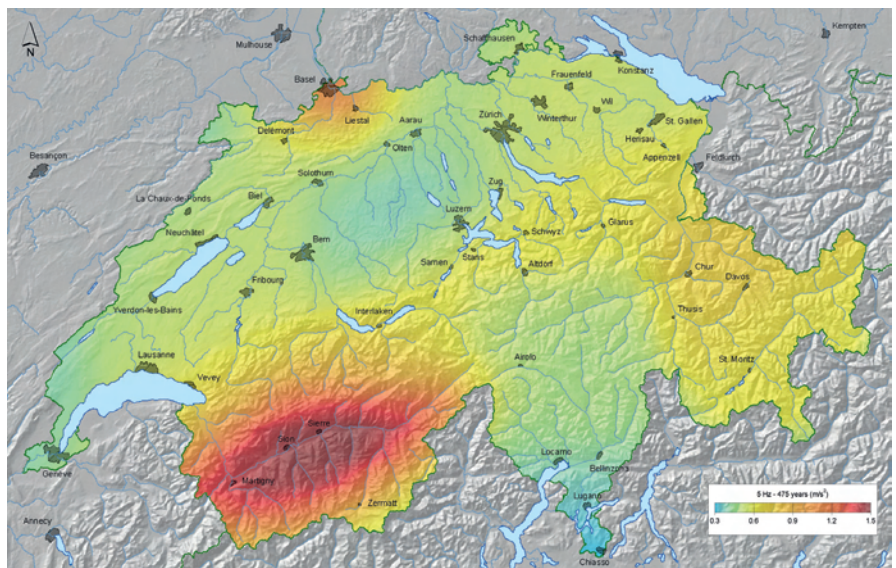 Kempten
Schaffhausen
Mulhouse
N
Konstanz
Basel
Frauenfeld
Wil
Liestal
Aarau
Zürich
Winterthur
St. Gallen
Delémont
Herisau
Olten
Appenzell
Besançon
Feldkirch
Solothurn
Zug
La Chaux-de-Fonds
Biel
Luzern
Glarus
Neuchâtel
Schwyz
Bern
Stans
Sarnen
Altdorf
Chur
Fribourg
Davos
Yverdon-les-Bains
Interlaken
Thusis
Lausanne
Airolo
St. Moritz
Vevey
Sierre
Sion
Locarno
Genève
Bellinzona
Martigny
Zermatt
Lugano
5 Hz - 475 years (m/s²)
0.3 0.6 0.9 1.2 1.5
Annecy
Chiasso